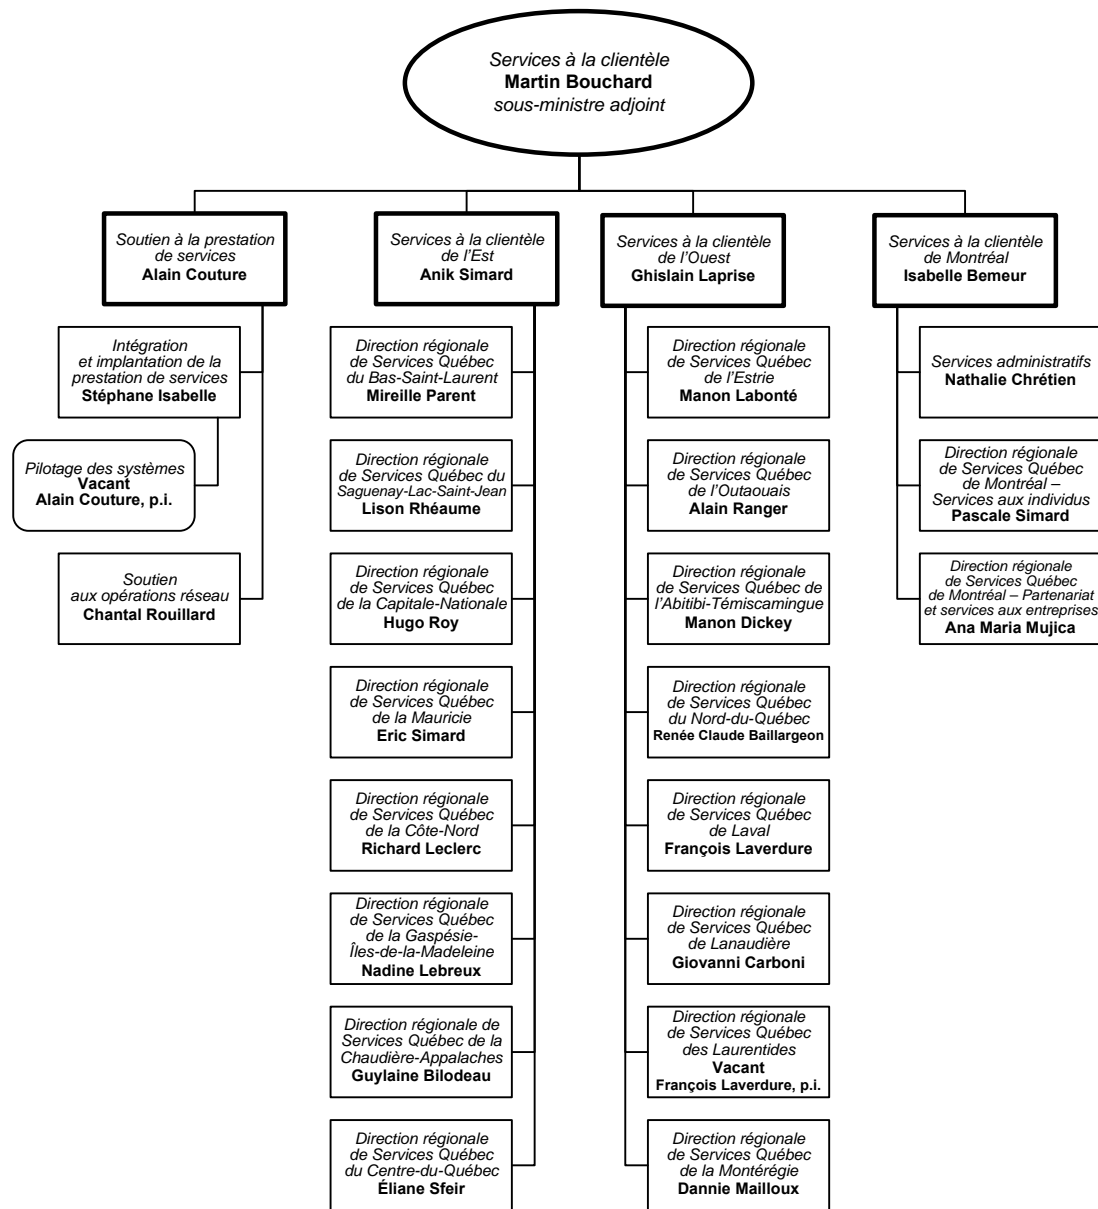 Services à la clientèle
Martin Bouchard
sous-ministre adjoint
Soutien à la prestation
de services
Alain Couture
Services à la clientèle
de l'Est
Anik Simard
Services à la clientèle
de l'Ouest
Ghislain Laprise
Services à la clientèle
de Montréal
Isabelle Bemeur
Intégration
et implantation de la
prestation de services
Stéphane Isabelle
Pilotage des systèmes
Vacant
Alain Couture, p.i.
Soutien
aux opérations réseau
Chantal Rouillard
Direction régionale
de Services Québec
du Bas-Saint-Laurent
Mireille Parent
Direction régionale
de Services Québec du
Saguenay-Lac-Saint-Jean
Lison Rhéaume
Direction régionale
de Services Québec
de la Capitale-Nationale
Hugo Roy
Direction régionale
de Services Québec
de la Mauricie
Eric Simard
Direction régionale
de Services Québec
de la Côte-Nord
Richard Leclerc
Direction régionale
de Services Québec
de la Gaspésie-
Îles-de-la-Madeleine
Nadine Lebreux
Direction régionale de
Services Québec de la
Chaudière-Appalaches
Guylaine Bilodeau
Direction régionale
de Services Québec
du Centre-du-Québec
Éliane Sfeir
Direction régionale
de Services Québec
de l'Estrie
Manon Labonté
Direction régionale
de Services Québec
de l'Outaouais
Alain Ranger
Direction régionale
de Services Québec de
l'Abitibi-Témiscamingue
Manon Dickey
Direction régionale
de Services Québec
du Nord-du-Québec
Renée Claude Baillargeon
Direction régionale
de Services Québec
de Laval
François Laverdure
Direction régionale
de Services Québec
de Lanaudière
Giovanni Carboni
Direction régionale
de Services Québec
des Laurentides
Vacant
François Laverdure, p.i.
Direction régionale
de Services Québec
de la Montérégie
Dannie Mailloux
Services administratifs
Nathalie Chrétien
Direction régionale
de Services Québec
de Montréal –
Services aux individus
Pascale Simard
Direction régionale
de Services Québec
de Montréal – Partenariat
et services aux entreprises
Ana Maria Mujica